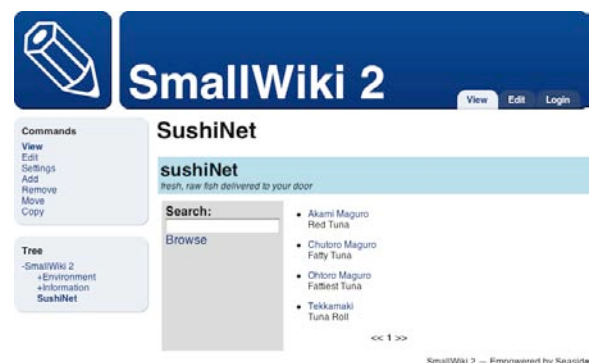 SmallWiki 2
View Edit Login
Commands
View
Edit
Settings
Add
Remove
Move
Copy
Tree
-SmallWiki 2
+Environment
+Information
SushiNet
SushiNet
sushiNet
fresh, raw fish delivered to your door
Search:
Browse
Akami Maguro
Red Tuna
Chutoro Maguro
Fatty Tuna
Ohtoro Maguro
Fattiest Tuna
Tekkamaki
Tuna Roll
<< 1 >>
SmallWiki 2 — Empowered by Seaside